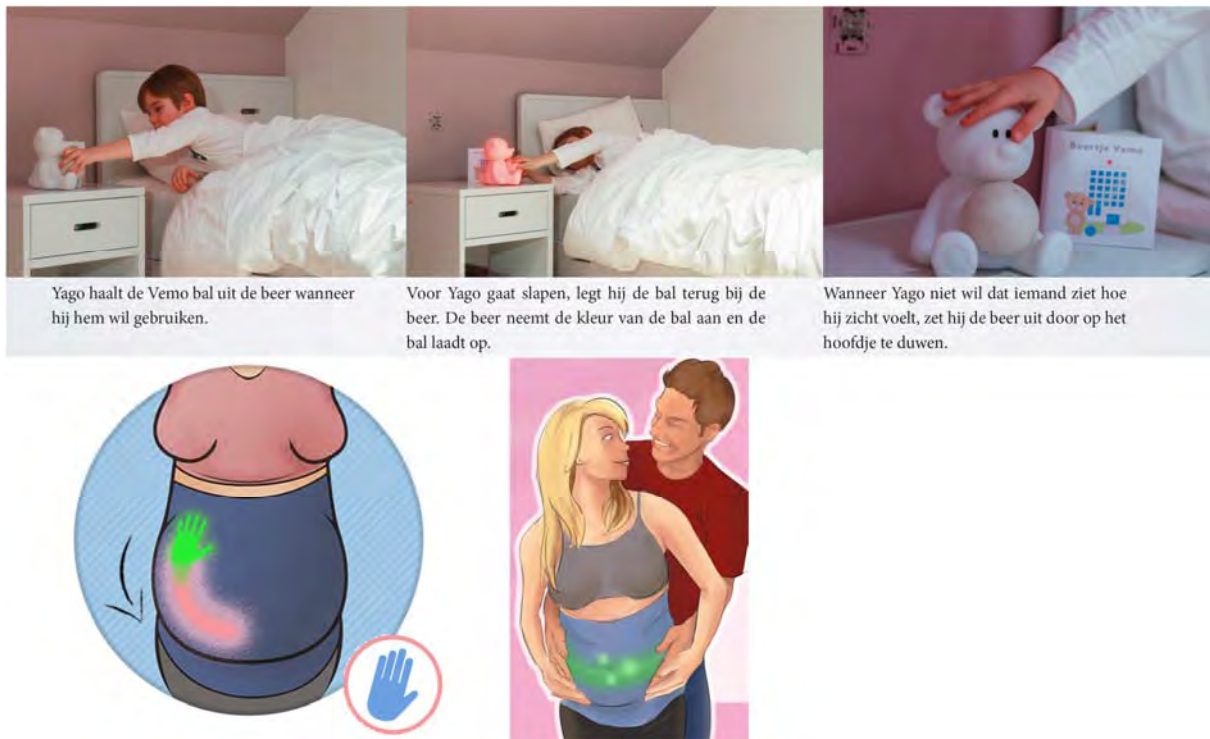 Beertje Vemo
Yago haalt de Vemo bal uit de beer wanneer
hij hem wil gebruiken.
Voor Yago gaat slapen, legt hij de bal terug bij de
beer. De beer neemt de kleur van de bal aan en de
bal laadt op.
Wanneer Yago niet wil dat iemand ziet hoe
hij zicht voelt, zet hij de beer uit door op het
hoofdje te duwen.